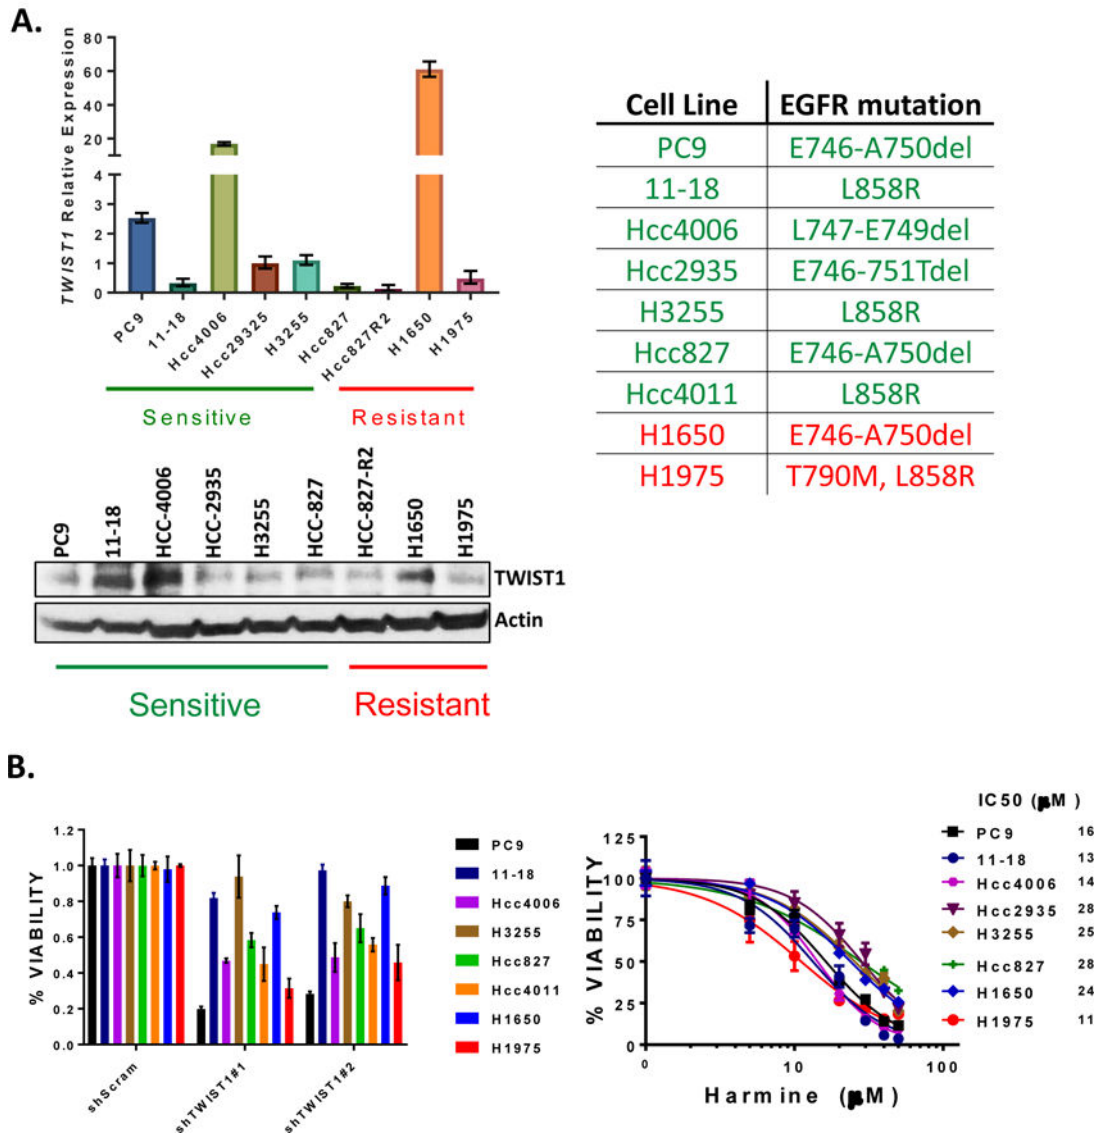 A.
TWIST1 Relative Expression
80
60
40
20
4
3
2
1
0
PC9
11-18
Hcc4006
Hcc29325
H3255
Hcc827
Hcc827R2
H1650
H1975
Sensitive
Resistant
Cell Line EGFR mutation
PC9 E746-A750del
11-18 L858R
Hcc4006 L747-E749del
Hcc2935 E746-751Tdel
H3255 L858R
Hcc827 E746-A750del
Hcc4011 L858R
H1650 E746-A750del
H1975 T790M, L858R
PC9
11-18
HCC-4006
HCC-2935
H3255
HCC-827
HCC-827-R2
H1650
H1975
TWIST1
Actin
Sensitive
Resistant
B.
% VIABILITY
1.2
1.0
0.8
0.6
0.4
0.2
0.0
shScram
shTWIST1#1
shTWIST1#2
PC9
11-18
Hcc4006
H3255
Hcc827
Hcc4011
H1650
H1975
% VIABILITY
125
100
75
50
25
0
0
10
100
Harmine (μM)
IC50 (μM)
PC9 16
11-18 13
Hcc4006 14
Hcc2935 28
H3255 25
Hcc827 28
H1650 24
H1975 11